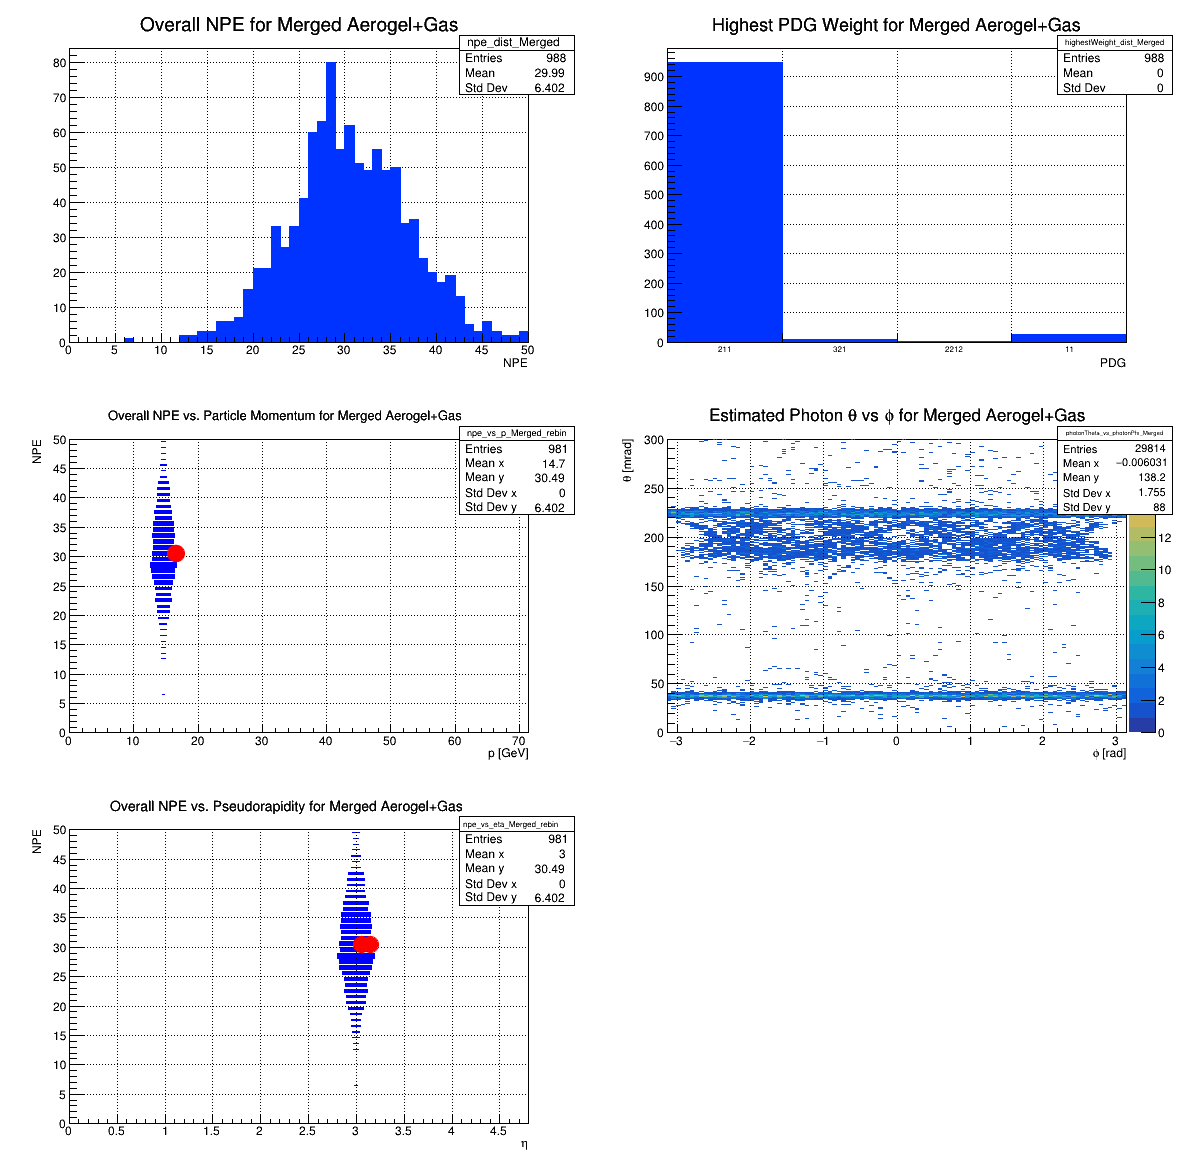 Overall NPE for Merged Aerogel+Gas
npe_dist_Merged
Entries 988
Mean 29.99
Std Dev 6.402
80
70
60
50
40
30
20
10
0
0 5 10 15 20 25 30 35 40 45 50
NPE
Highest PDG Weight for Merged Aerogel+Gas
highestWeight_dist_Merged
Entries 988
Mean 0
Std Dev 0
900
800
700
600
500
400
300
200
100
0
211 321 2212 11
PDG
Overall NPE vs. Particle Momentum for Merged Aerogel+Gas
npe_vs_p_Merged_rebin
Entries 981
Mean x 14.7
Mean y 30.49
Std Dev x 0
Std Dev y 6.402
NPE
50
45
40
35
30
25
20
15
10
5
0
0 10 20 30 40 50 60 70
p [GeV]
Estimated Photon θ vs ϕ for Merged Aerogel+Gas
photonTheta_vs_photonPhi_Merged
Entries 29814
Mean x −0.006031
Mean y 138.2
Std Dev x 1.755
Std Dev y 88
θ [mrad]
300
250
200
150
100
50
0
−3 −2 −1 0 1 2 3
ϕ [rad]
12
10
8
6
4
2
0
Overall NPE vs. Pseudorapidity for Merged Aerogel+Gas
npe_vs_eta_Merged_rebin
Entries 981
Mean x 3
Mean y 30.49
Std Dev x 0
Std Dev y 6.402
NPE
50
45
40
35
30
25
20
15
10
5
0
0 0.5 1 1.5 2 2.5 3 3.5 4 4.5
η